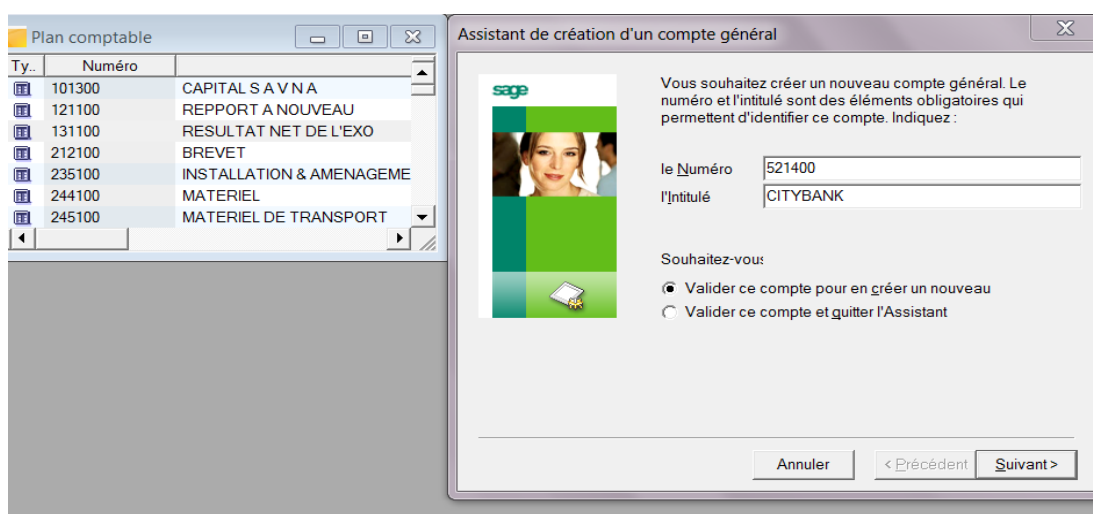 Plan comptable
Ty.. Numéro
101300 CAPITAL S A V N A
121100 REPPORT A NOUVEAU
131100 RESULTAT NET DE L'EXO
212100 BREVET
235100 INSTALLATION & AMENAGEME
244100 MATERIEL
245100 MATERIEL DE TRANSPORT
Assistant de création d'un compte général
sage
Vous souhaitez créer un nouveau compte général. Le
numéro et l'intitulé sont des éléments obligatoires qui
permettent d'identifier ce compte. Indiquez :
le Numéro 521400
l'Intitulé CITYBANK
Souhaitez-vous
Valider ce compte pour en créer un nouveau
Valider ce compte et quitter l'Assistant
Annuler < Précédent Suivant >